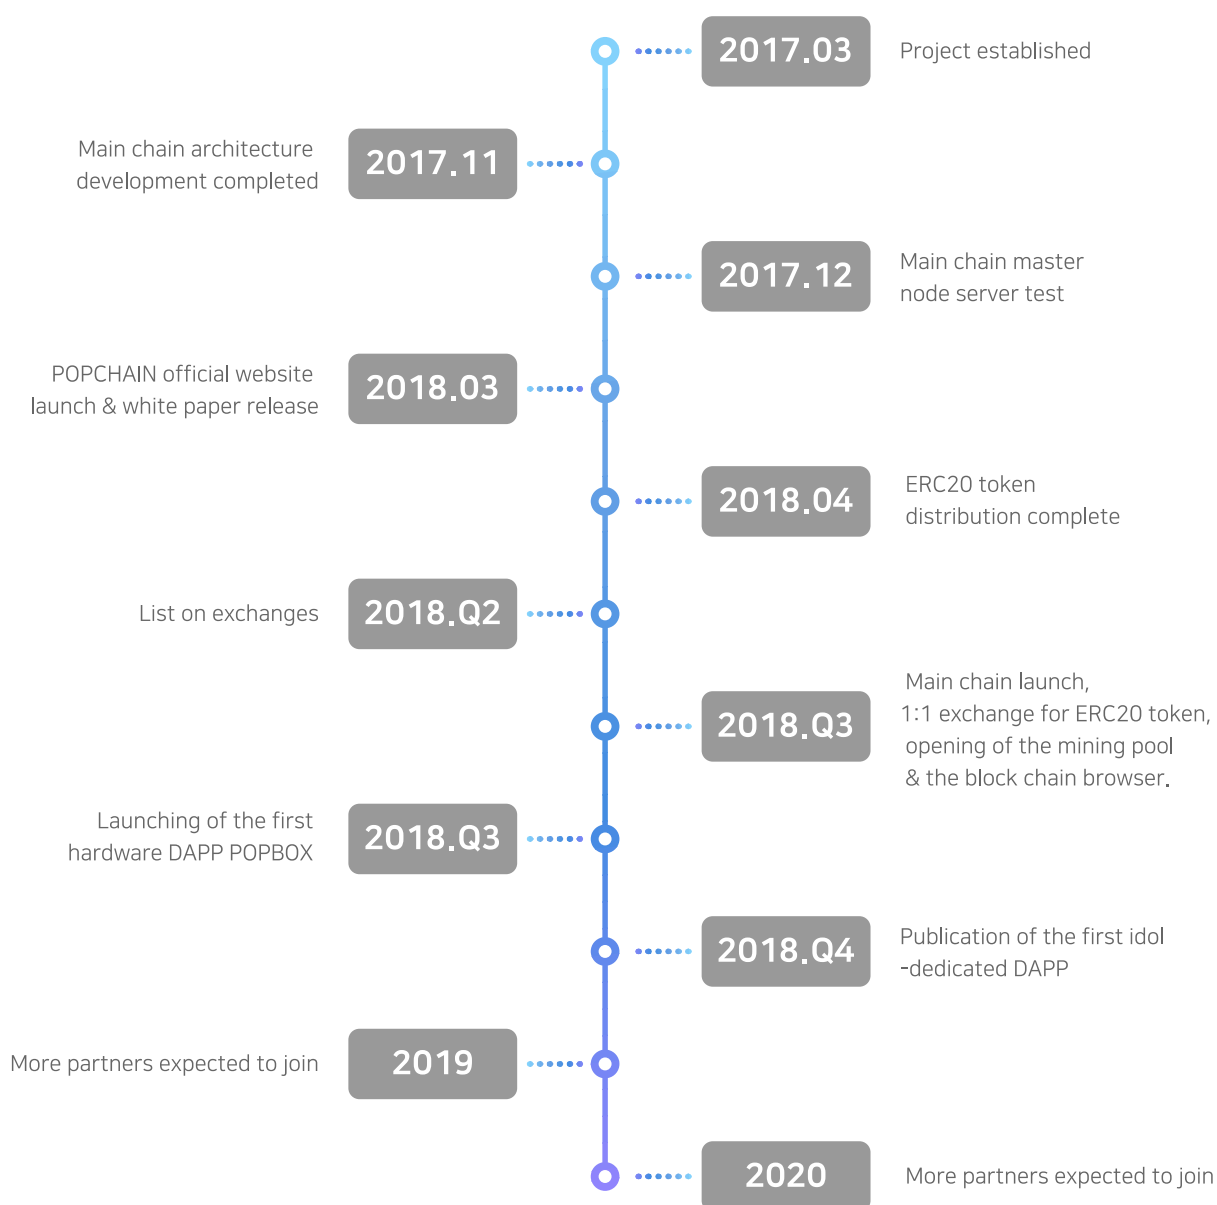 2017.03
Project established
Main chain architecture
development completed
2017.11
2017.12
Main chain master
node server test
POPCHAIN official website
launch & white paper release
2018.03
2018.04
ERC20 token
distribution complete
List on exchanges
2018.Q2
2018.Q3
Main chain launch,
1:1 exchange for ERC20 token,
opening of the mining pool
& the block chain browser.
Launching of the first
hardware DAPP POPBOX
2018.Q3
2018.Q4
Publication of the first idol
-dedicated DAPP
More partners expected to join
2019
2020
More partners expected to join